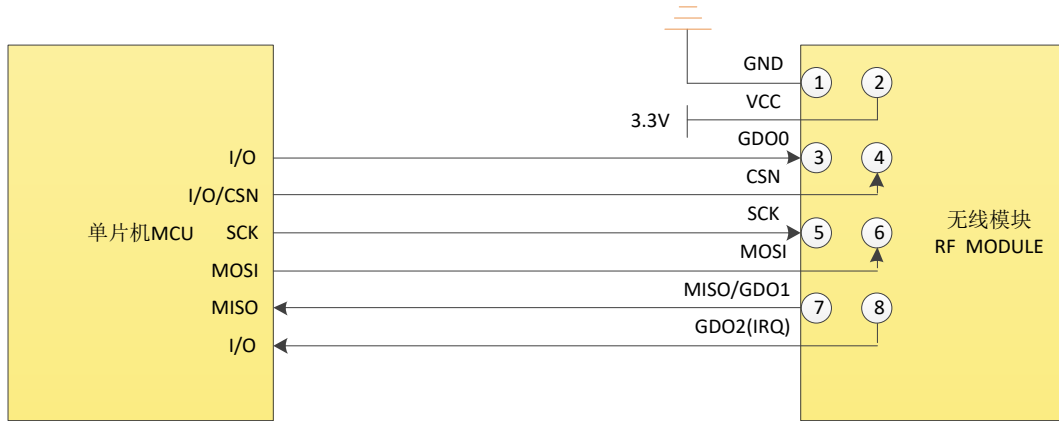 GND
1 2
VCC
3.3V
GDO0
I/O
3 4
CSN
I/O/CSN
SCK
单片机MCU SCK
5 6
无线模块
RF MODULE
MOSI
MOSI
MISO/GDO1
MISO
7 8
GDO2(IRQ)
I/O